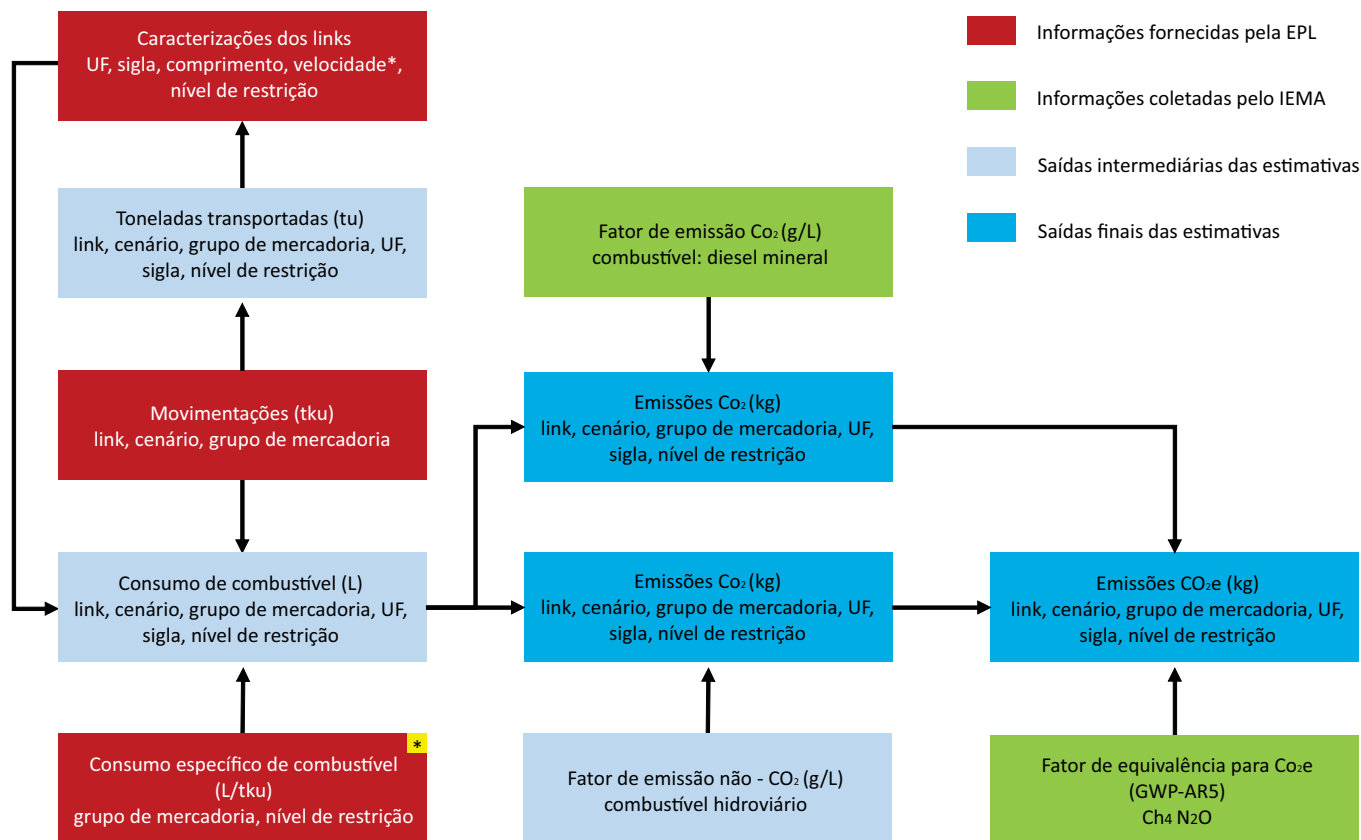 Caracterizações dos links
UF, sigla, comprimento, velocidade*,
nível de restrição
Toneladas transportadas (tu)
link, cenário, grupo de mercadoria, UF,
sigla, nível de restrição
Movimentações (tku)
link, cenário, grupo de mercadoria
Consumo de combustível (L)
link, cenário, grupo de mercadoria, UF,
sigla, nível de restrição
*
Consumo específico de combustível
(L/tku)
grupo de mercadoria, nível de restrição
Fator de emissão Co₂ (g/L)
combustível: diesel mineral
Emissões Co₂ (kg)
link, cenário, grupo de mercadoria, UF,
sigla, nível de restrição
Emissões Co₂ (kg)
link, cenário, grupo de mercadoria, UF,
sigla, nível de restrição
Fator de emissão não - CO₂ (g/L)
combustível hidroviário
Informações fornecidas pela EPL
Informações coletadas pelo IEMA
Saídas intermediárias das estimativas
Saídas finais das estimativas
Emissões CO₂e (kg)
link, cenário, grupo de mercadoria, UF,
sigla, nível de restrição
Fator de equivalência para Co₂e
(GWP-AR5)
Ch₄ N₂O